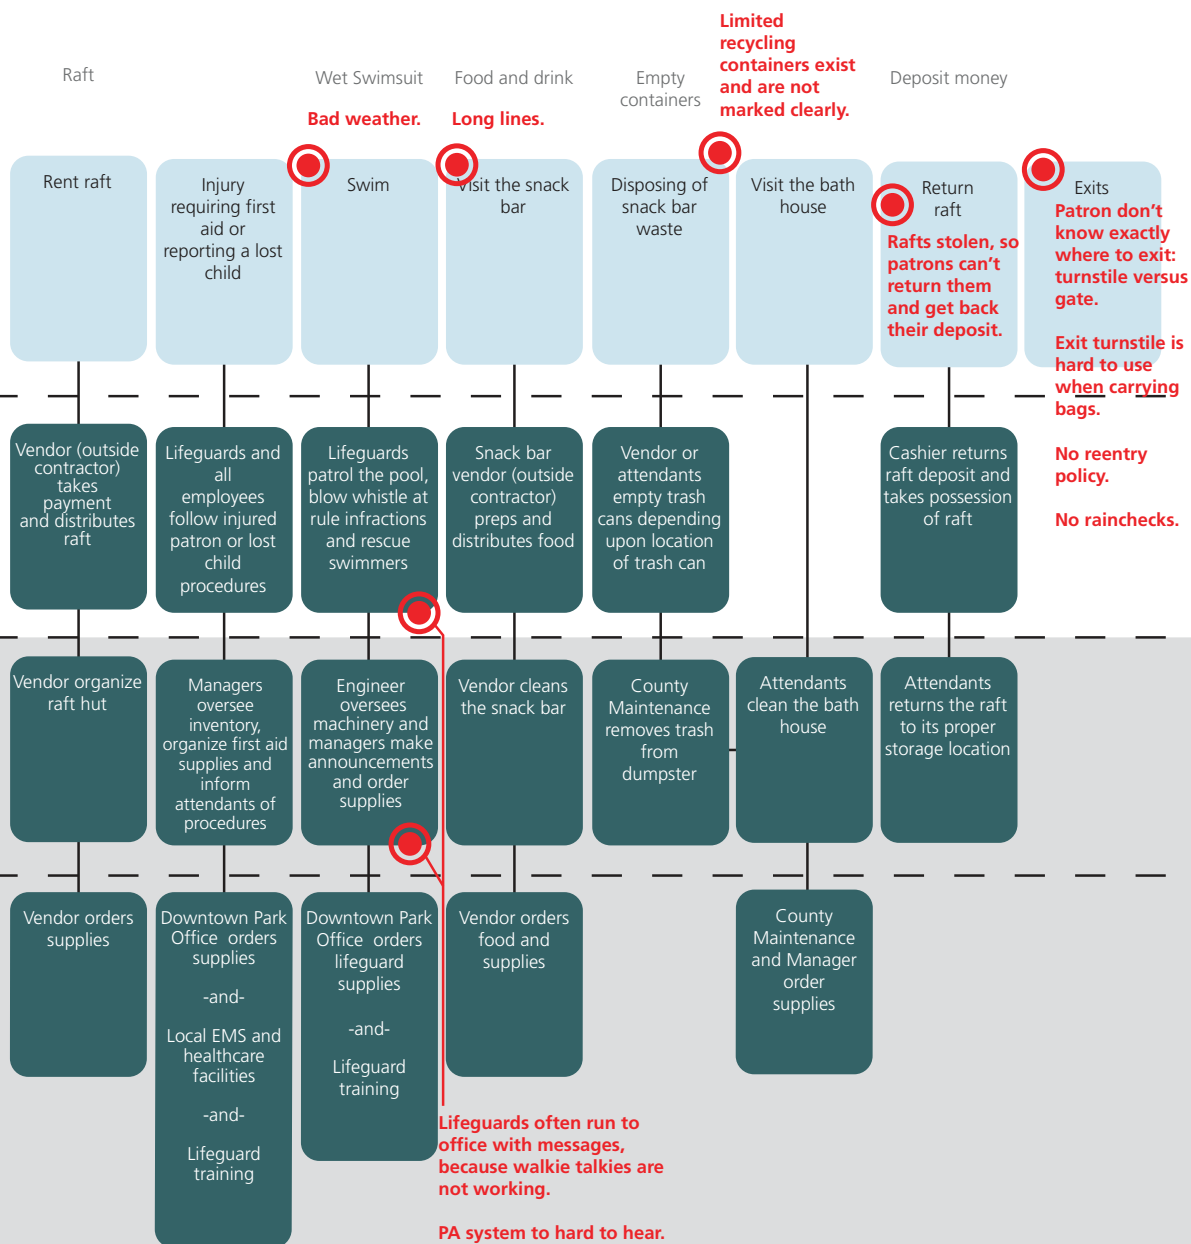 Raft
Wet Swimsuit
Food and drink
Empty
containers
Deposit money
Bad weather.
Long lines.
Limited
recycling
containers exist
and are not
marked clearly.
Rent raft
Injury
requiring first
aid or
reporting a lost
child
Swim
Visit the snack
bar
Disposing of
snack bar
waste
Visit the bath
house
Return
raft
Rafts stolen, so
patrons can’t
return them
and get back
their deposit.
Exits
Patron don’t
know exactly
where to exit:
turnstile versus
gate.
Exit turnstile is
hard to use
when carrying
bags.
No reentry
policy.
No rainchecks.
Vendor (outside
contractor)
takes
payment
and distributes
raft
Lifeguards and
all
employees
follow injured
patron or lost
child
procedures
Lifeguards
patrol the pool,
blow whistle at
rule infractions
and rescue
swimmers
Snack bar
vendor (outside
contractor)
preps and
distributes food
Vendor or
attendants
empty trash
cans depending
upon location
of trash can
Cashier returns
raft deposit and
takes possession
of raft
Vendor organize
raft hut
Managers
oversee
inventory,
organize first aid
supplies and
inform
attendants of
procedures
Engineer
oversees
machinery and
managers make
announcements
and order
supplies
Vendor cleans
the snack bar
County
Maintenance
removes trash
from
dumpster
Attendants
clean the bath
house
Attendants
returns the raft
to its proper
storage location
Vendor orders
supplies
Downtown Park
Office orders
supplies
-and-
Local EMS and
healthcare
facilities
-and-
Lifeguard
training
Downtown Park
Office orders
lifeguard
supplies
-and-
Lifeguard
training
Vendor orders
food and
supplies
County
Maintenance
and Manager
order
supplies
Lifeguards often run to
office with messages,
because walkie talkies are
not working.
PA system to hard to hear.